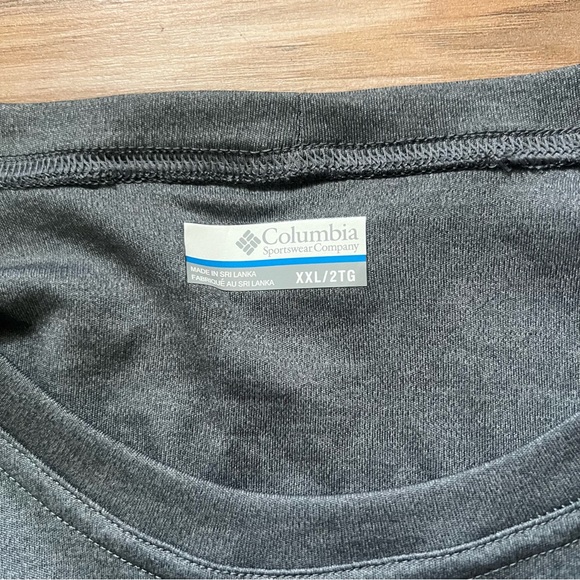 Columbia
Sportswear Company
MADE IN SRI LANKA
FABRIQUÉ AU SRI LANKA
XXL/2TG